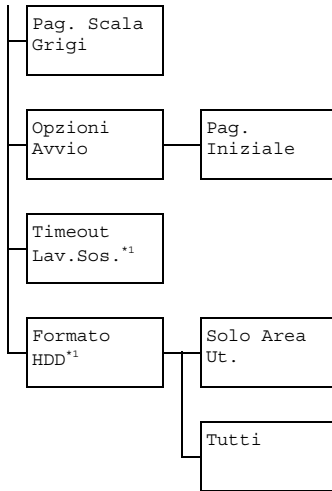 Pag. Scala
Grigi
Opzioni
Avvio
Pag.
Iniziale
Timeout
Lav.Sos.*1
Formato
HDD*1
Solo Area
Ut.
Tutti